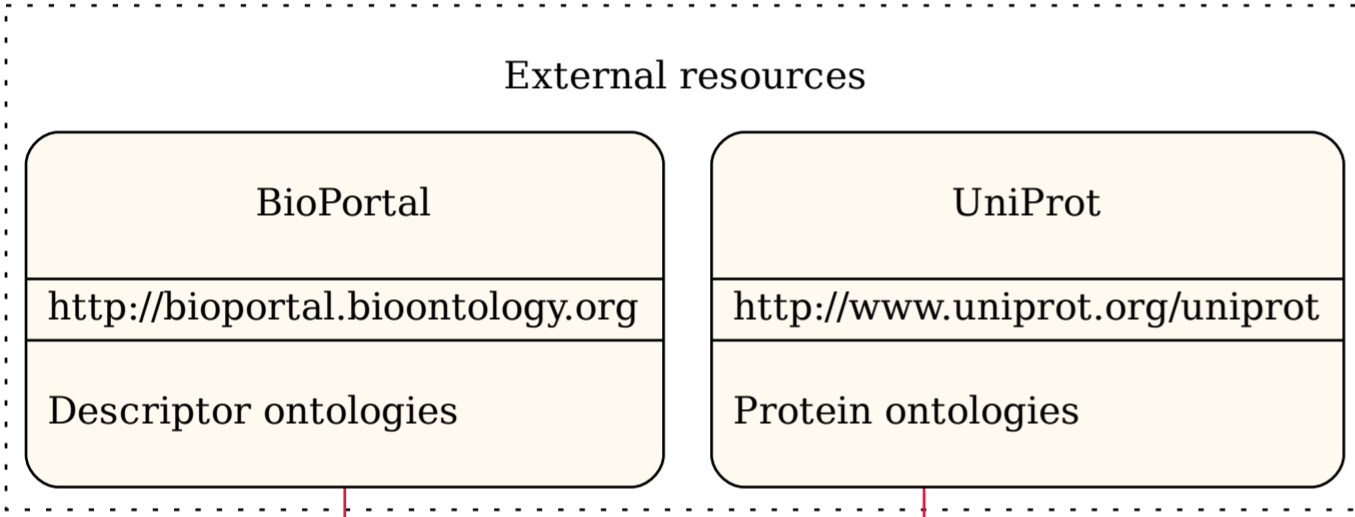 External resources
BioPortal
http://bioportal.bioontology.org
Descriptor ontologies
UniProt
http://www.uniprot.org/uniprot
Protein ontologies